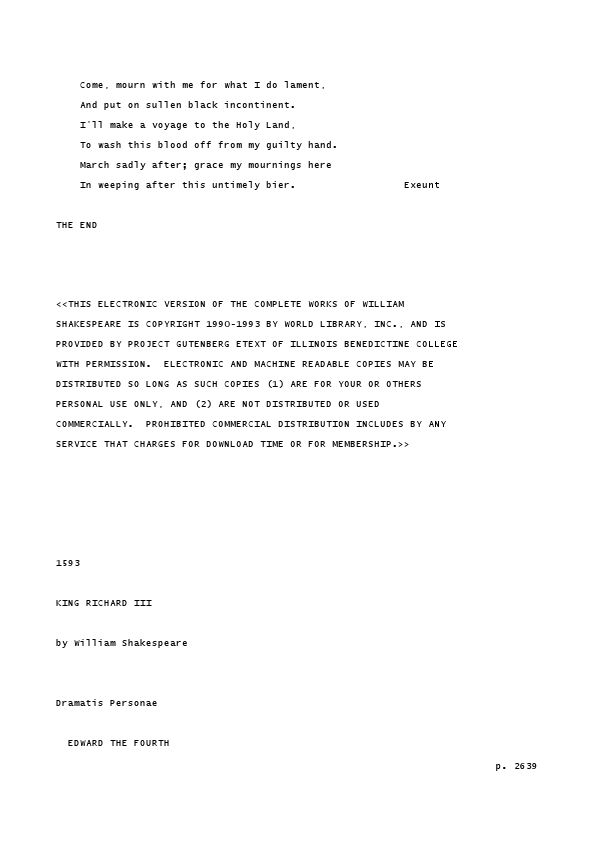 Come, mourn with me for what I do lament,
And put on sullen black incontinent.
I'll make a voyage to the Holy Land,
To wash this blood off from my guilty hand.
March sadly after; grace my mournings here
In weeping after this untimely bier. Exeunt
THE END
<<THIS ELECTRONIC VERSION OF THE COMPLETE WORKS OF WILLIAM
SHAKESPEARE IS COPYRIGHT 1990-1993 BY WORLD LIBRARY, INC., AND IS
PROVIDED BY PROJECT GUTENBERG ETEXT OF ILLINOIS BENEDICTINE COLLEGE
WITH PERMISSION. ELECTRONIC AND MACHINE READABLE COPIES MAY BE
DISTRIBUTED SO LONG AS SUCH COPIES (1) ARE FOR YOUR OR OTHERS
PERSONAL USE ONLY, AND (2) ARE NOT DISTRIBUTED OR USED
COMMERCIALLY. PROHIBITED COMMERCIAL DISTRIBUTION INCLUDES BY ANY
SERVICE THAT CHARGES FOR DOWNLOAD TIME OR FOR MEMBERSHIP.>>
1593
KING RICHARD III
by William Shakespeare
Dramatis Personae
EDWARD THE FOURTH
p. 2639